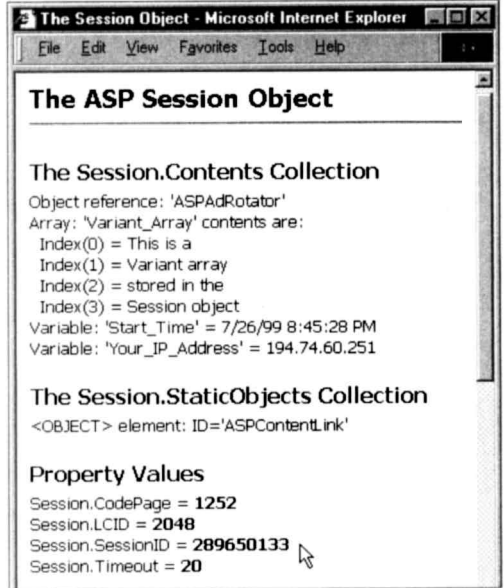 The Session Object - Microsoft Internet Explorer
File Edit View Favorites Tools Help
The ASP Session Object
The Session.Contents Collection
Object reference: 'ASPAdRotator'
Array: 'Variant_Array' contents are:
Index(0) = This is a
Index(1) = Variant array
Index(2) = stored in the
Index(3) = Session object
Variable: 'Start_Time' = 7/26/99 8:45:28 PM
Variable: 'Your_IP_Address' = 194.74.60.251
The Session.StaticObjects Collection
<OBJECT> element: ID='ASPContentLink'
Property Values
Session.CodePage = 1252
Session.LCID = 2048
Session.SessionID = 289650133
Session.Timeout = 20